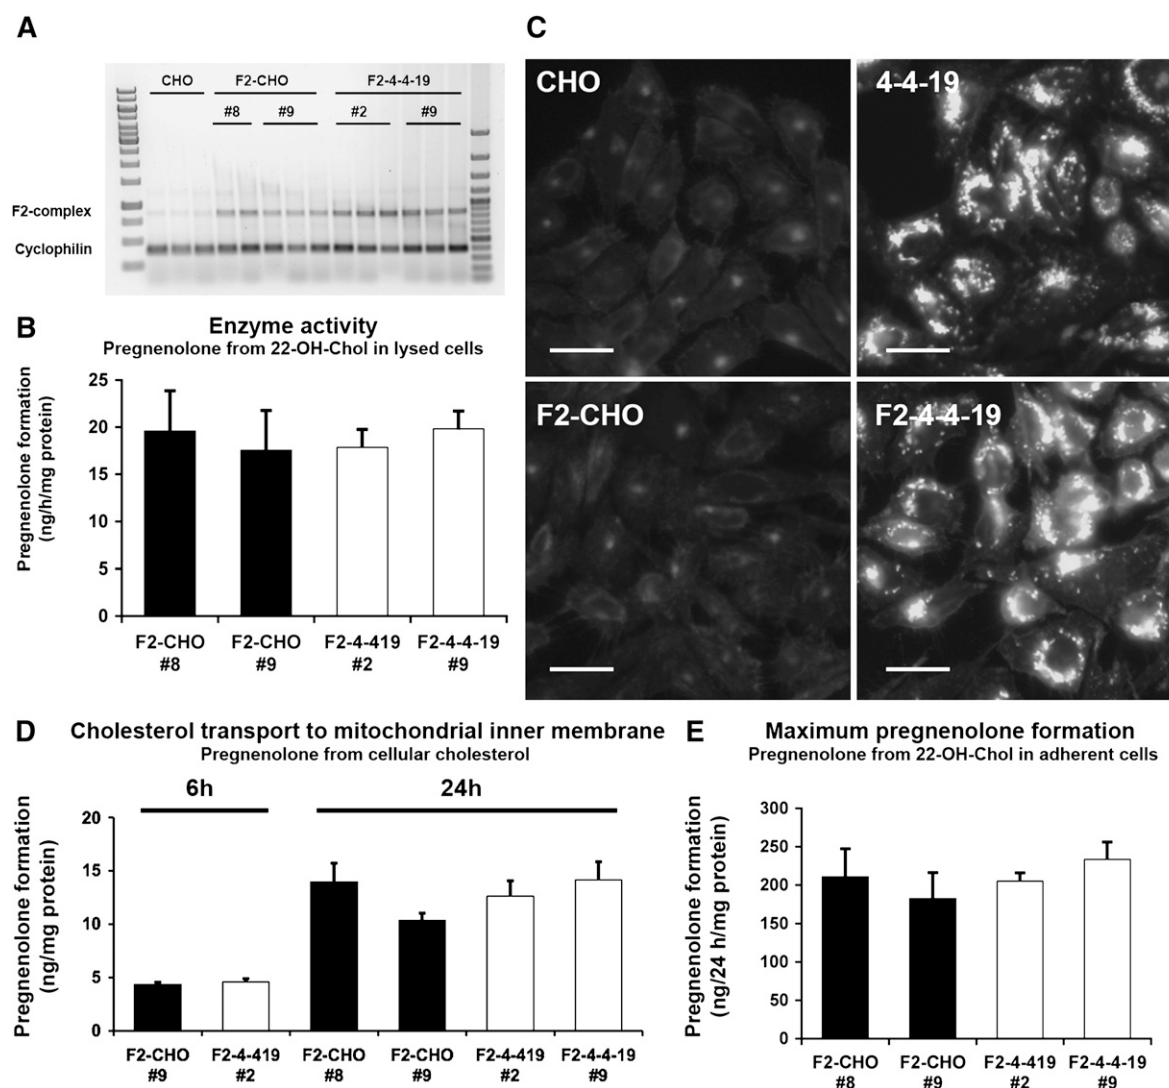 A
CHO F2-CHO F2-4-4-19
#8 #9 #2 #9
F2-complex
Cyclophilin
B
Enzyme activity
Pregnenolone from 22-OH-Chol in lysed cells
Pregnenolone formation
(ng/h/mg protein)
25
20
15
10
5
0
F2-CHO F2-CHO F2-4-419 F2-4-4-19
#8 #9 #2 #9
C
CHO
4-4-19
F2-CHO
F2-4-4-19
D
Cholesterol transport to mitochondrial inner membrane
Pregnenolone from cellular cholesterol
6h 24h
Pregnenolone formation
(ng/mg protein)
20
15
10
5
0
F2-CHO F2-4-419 F2-CHO F2-CHO F2-4-419 F2-4-4-19
#9 #2 #8 #9 #2 #9
E
Maximum pregnenolone formation
Pregnenolone from 22-OH-Chol in adherent cells
Pregnenolone formation
(ng/24 h/mg protein)
300
250
200
150
100
50
0
F2-CHO F2-CHO F2-4-419 F2-4-4-19
#8 #9 #2 #9